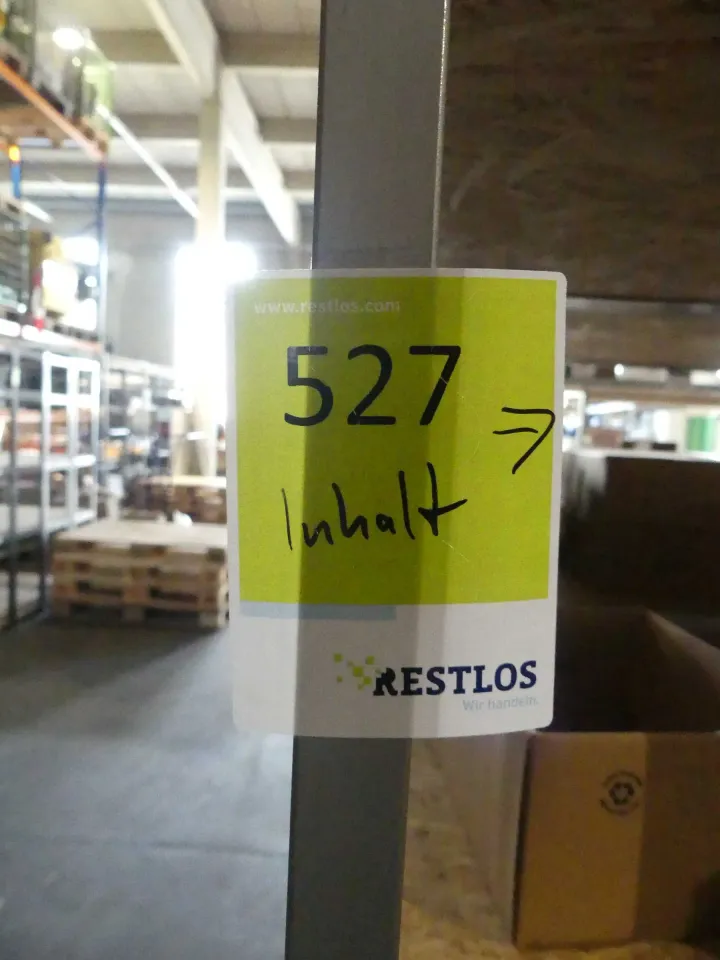 www.restlos.com
527
⇒
Inhalt
RESTLOS
Wir handeln.